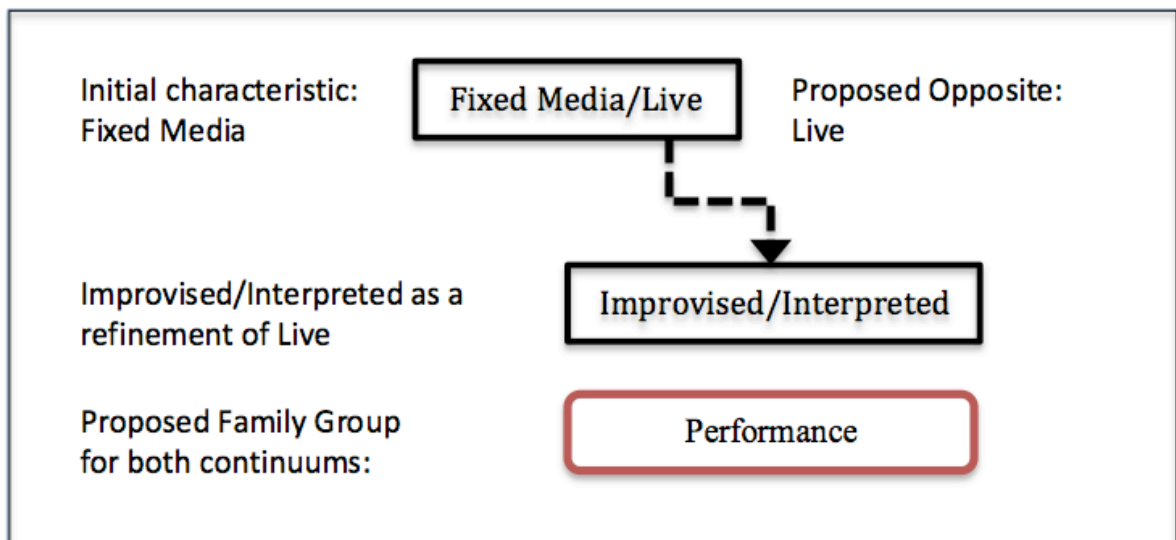 Initial characteristic:
Fixed Media
Fixed Media/Live
Proposed Opposite:
Live
Improvised/Interpreted as a
refinement of Live
Improvised/Interpreted
Proposed Family Group
for both continuums:
Performance